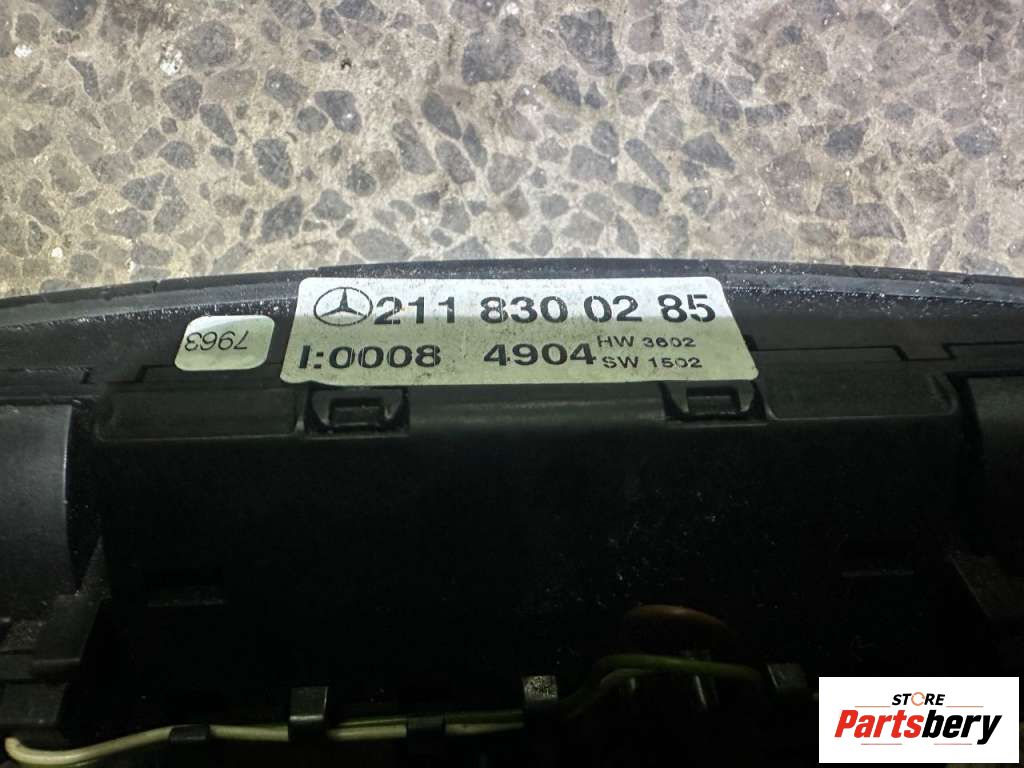 211 830 02 85
I:0008 4904 HW 3602
SW 1502
7963
STORE
Partsbery